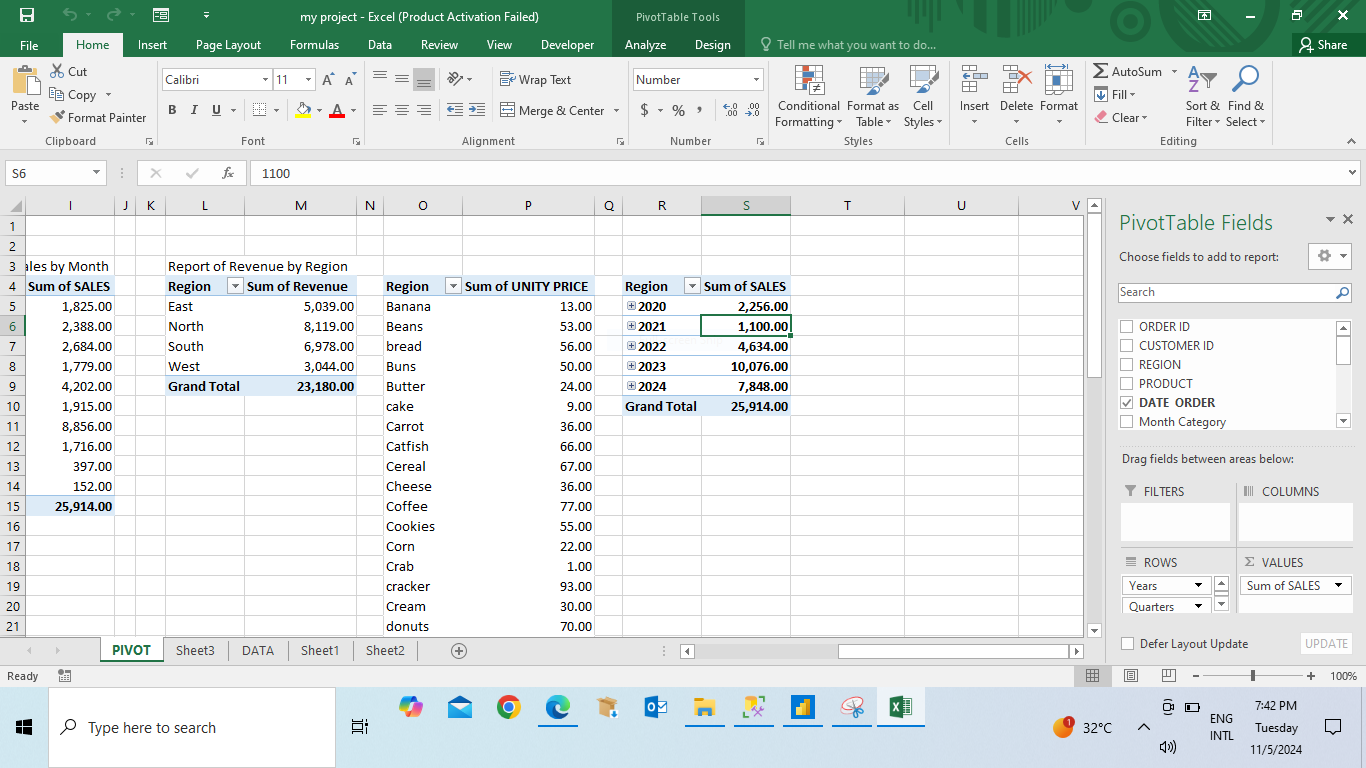 my project - Excel (Product Activation Failed)
PivotTable Tools
File Home Insert Page Layout Formulas Data Review View Developer Analyze Design Tell me what you want to do... Share
Paste
Cut
Copy
Format Painter
Clipboard
Calibri 11
B I U A
Font
Wrap Text
Merge & Center
Alignment
Number
$ % ,
Number
Conditional Formatting
Format as Table
Cell Styles
Styles
Insert Delete Format
Cells
AutoSum
Fill
Clear
Sort & Filter
Find & Select
Editing
S6 fx 1100
I J K L M N O P Q R S T U V
1
2
3 ales by Month Report of Revenue by Region
4 Sum of SALES Region Sum of Revenue Region Sum of UNITY PRICE Region Sum of SALES
5 1,825.00 East 5,039.00 Banana 13.00 2020 2,256.00
6 2,388.00 North 8,119.00 Beans 53.00 2021 1,100.00
7 2,684.00 South 6,978.00 bread 56.00 2022 4,634.00
8 1,779.00 West 3,044.00 Buns 50.00 2023 10,076.00
9 4,202.00 Grand Total 23,180.00 Butter 24.00 2024 7,848.00
10 1,915.00 cake 9.00 Grand Total 25,914.00
11 8,856.00 Carrot 36.00
12 1,716.00 Catfish 66.00
13 397.00 Cereal 67.00
14 152.00 Cheese 36.00
15 25,914.00 Coffee 77.00
16 Cookies 55.00
17 Corn 22.00
18 Crab 1.00
19 cracker 93.00
20 Cream 30.00
21 donuts 70.00
PivotTable Fields
Choose fields to add to report:
Search
ORDER ID
CUSTOMER ID
REGION
PRODUCT
DATE ORDER
Month Category
Drag fields between areas below:
FILTERS COLUMNS
ROWS Σ VALUES
Years Sum of SALES
Quarters
Defer Layout Update UPDATE
PIVOT Sheet3 DATA Sheet1 Sheet2
Ready 100%
Type here to search
1
32°C
ENG
INTL
7:42 PM
Tuesday
11/5/2024